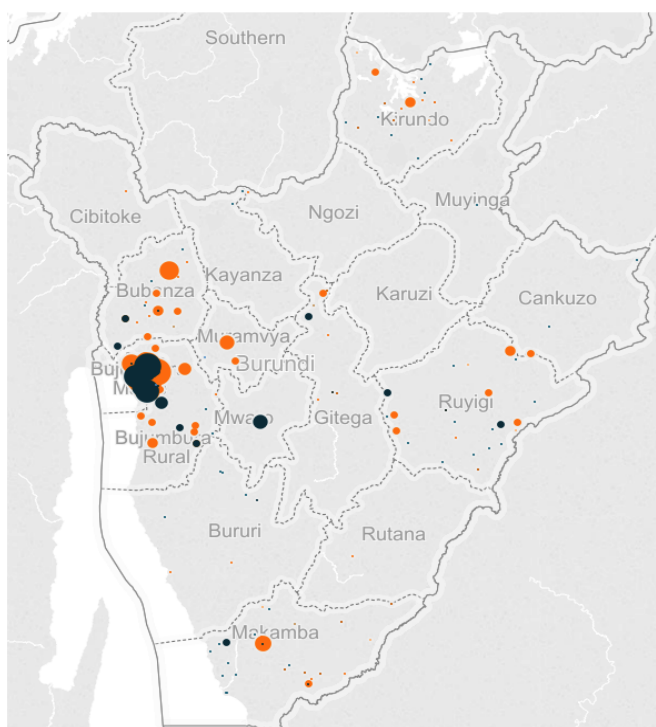 Southern
Kirundo
Muyinga
Cibitoke
Ngozi
Kayanza
Bubanza
Karuzi
Cankuzo
Muramvya
Burundi
Ruyigi
Mwaro
Gitega
Bujumbura
Rural
Bururi
Rutana
Makamba